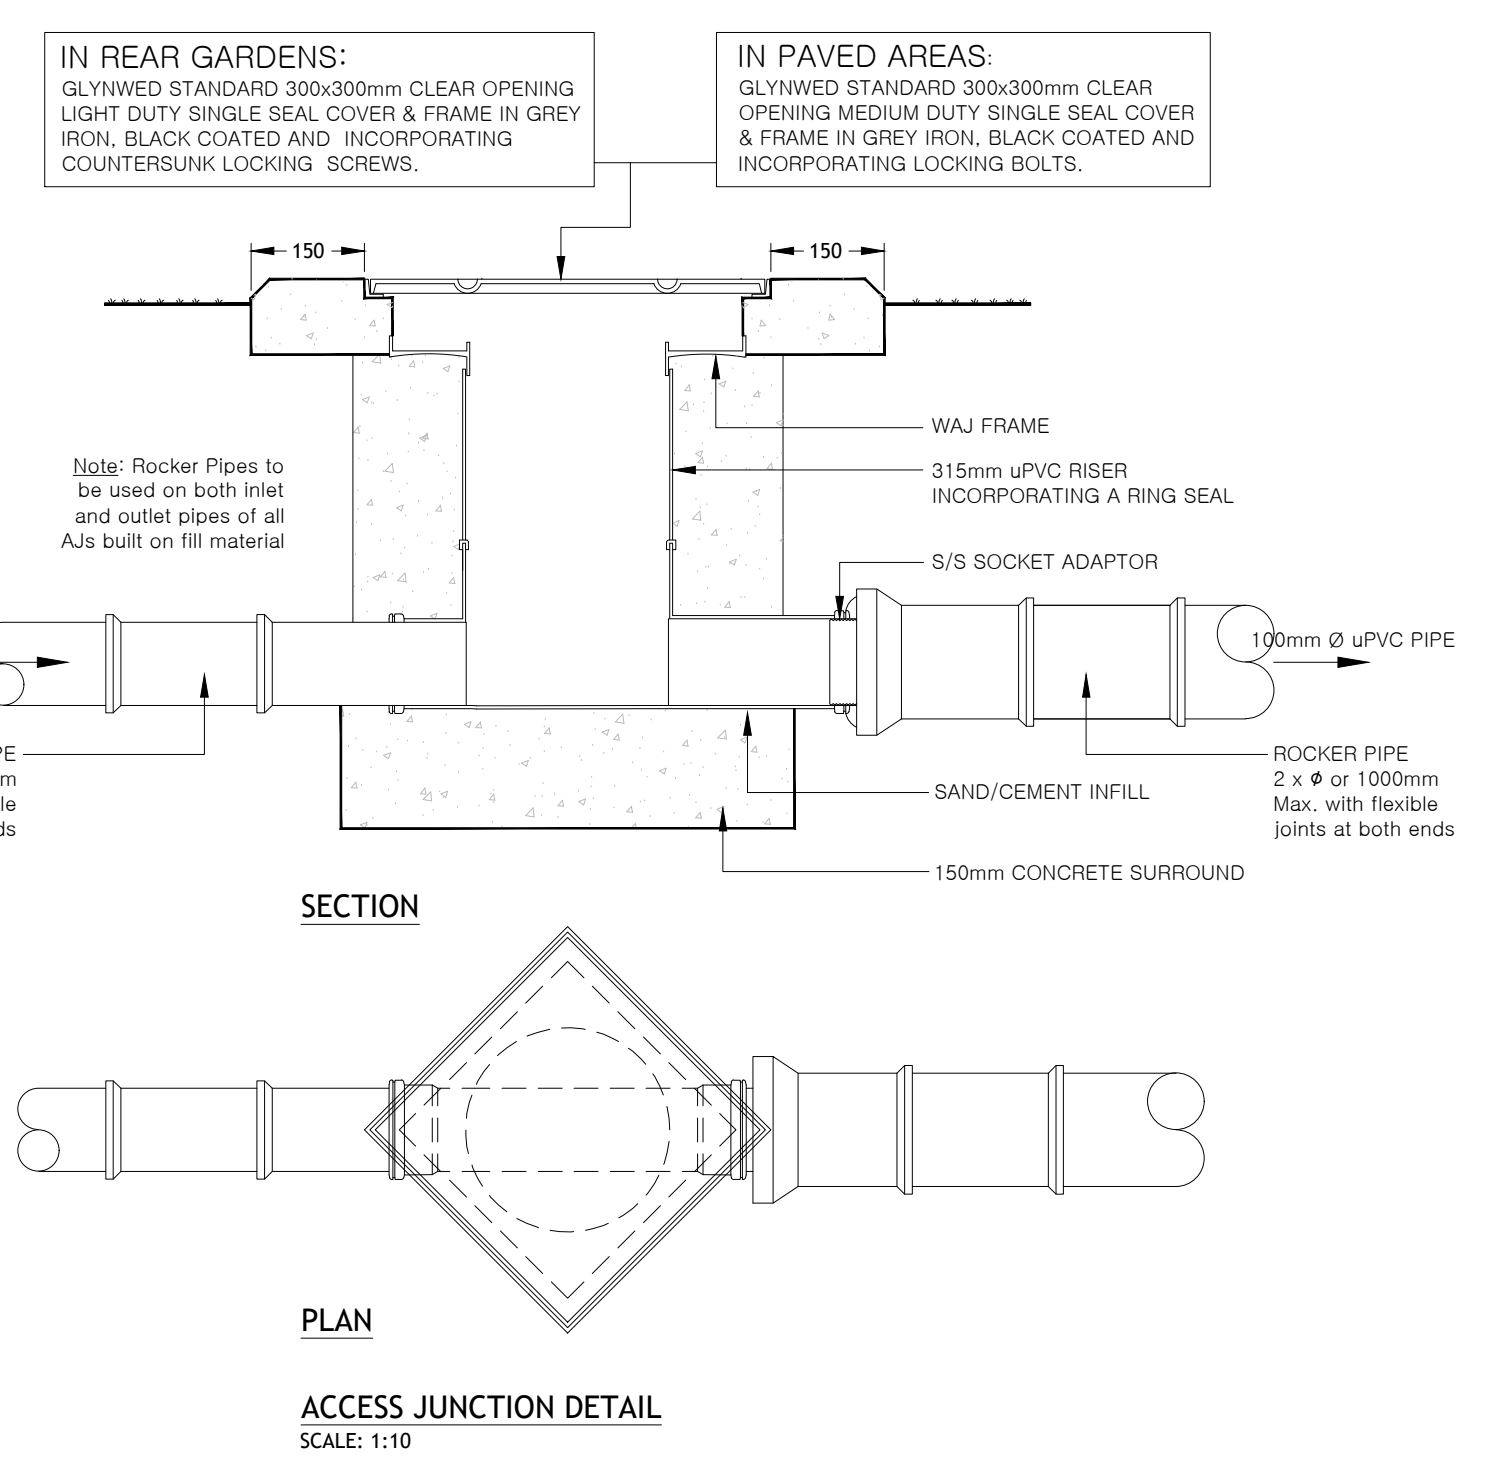 IN REAR GARDENS:
GLYNWED STANDARD 300x300mm CLEAR OPENING
LIGHT DUTY SINGLE SEAL COVER & FRAME IN GREY
IRON, BLACK COATED AND INCORPORATING
COUNTERSUNK LOCKING SCREWS.
IN PAVED AREAS:
GLYNWED STANDARD 300x300mm CLEAR
OPENING MEDIUM DUTY SINGLE SEAL COVER
& FRAME IN GREY IRON, BLACK COATED AND
INCORPORATING LOCKING BOLTS.
150
150
WAJ FRAME
315mm uPVC RISER
INCORPORATING A RING SEAL
Note: Rocker Pipes to
be used on both inlet
and outlet pipes of all
AJs built on fill material
S/S SOCKET ADAPTOR
100mm Ø uPVC PIPE
PE
m
le
ds
ROCKER PIPE
2 x ϕ or 1000mm
Max. with flexible
joints at both ends
SAND/CEMENT INFILL
150mm CONCRETE SURROUND
SECTION
PLAN
ACCESS JUNCTION DETAIL
SCALE: 1:10